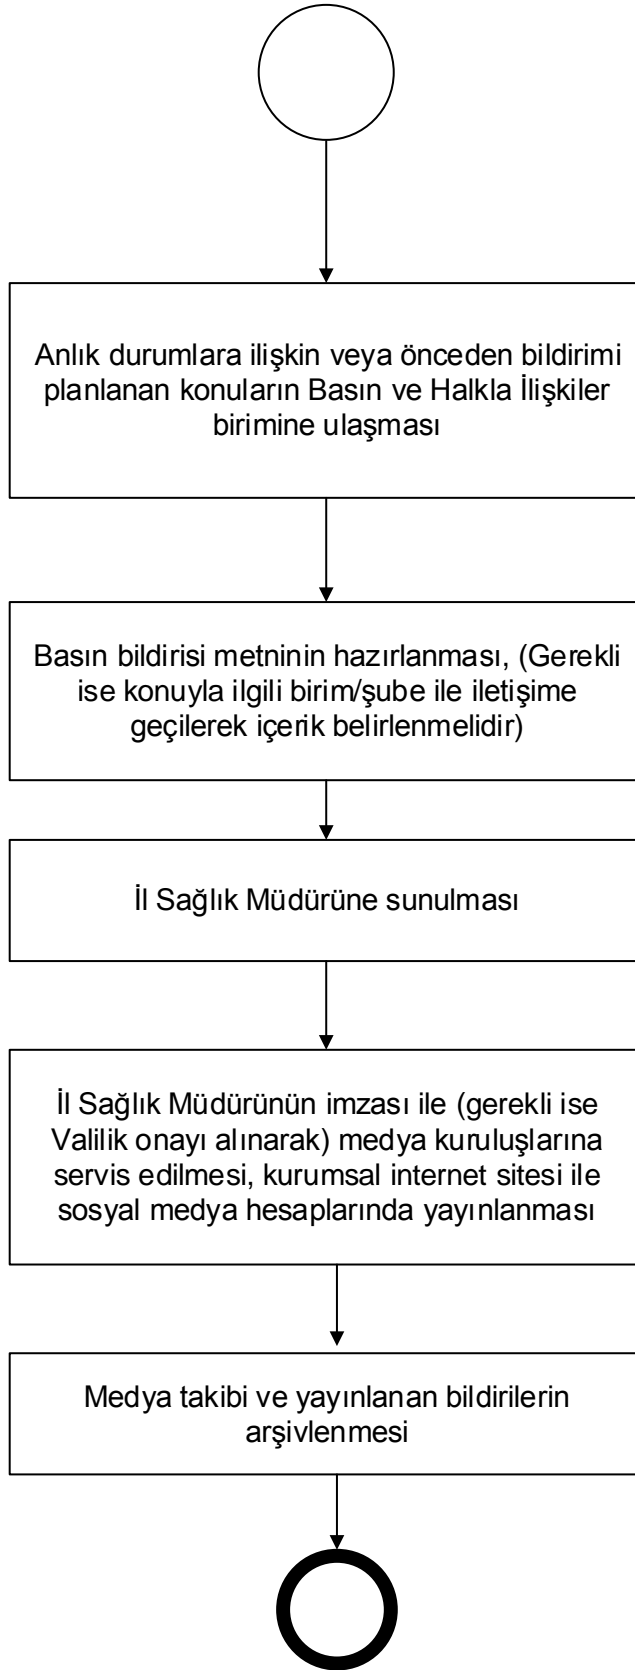 Anlık durumlara ilişkin veya önceden bildirimi
planlanan konuların Basın ve Halkla İlişkiler
birimine ulaşması
Basın bildirisi metninin hazırlanması, (Gerekli
ise konuyla ilgili birim/şube ile iletişime
geçilerek içerik belirlenmelidir)
İl Sağlık Müdürüne sunulması
İl Sağlık Müdürünün imzası ile (gerekli ise
Valilik onayı alınarak) medya kuruluşlarına
servis edilmesi, kurumsal internet sitesi ile
sosyal medya hesaplarında yayınlanması
Medya takibi ve yayınlanan bildirilerin
arşivlenmesi